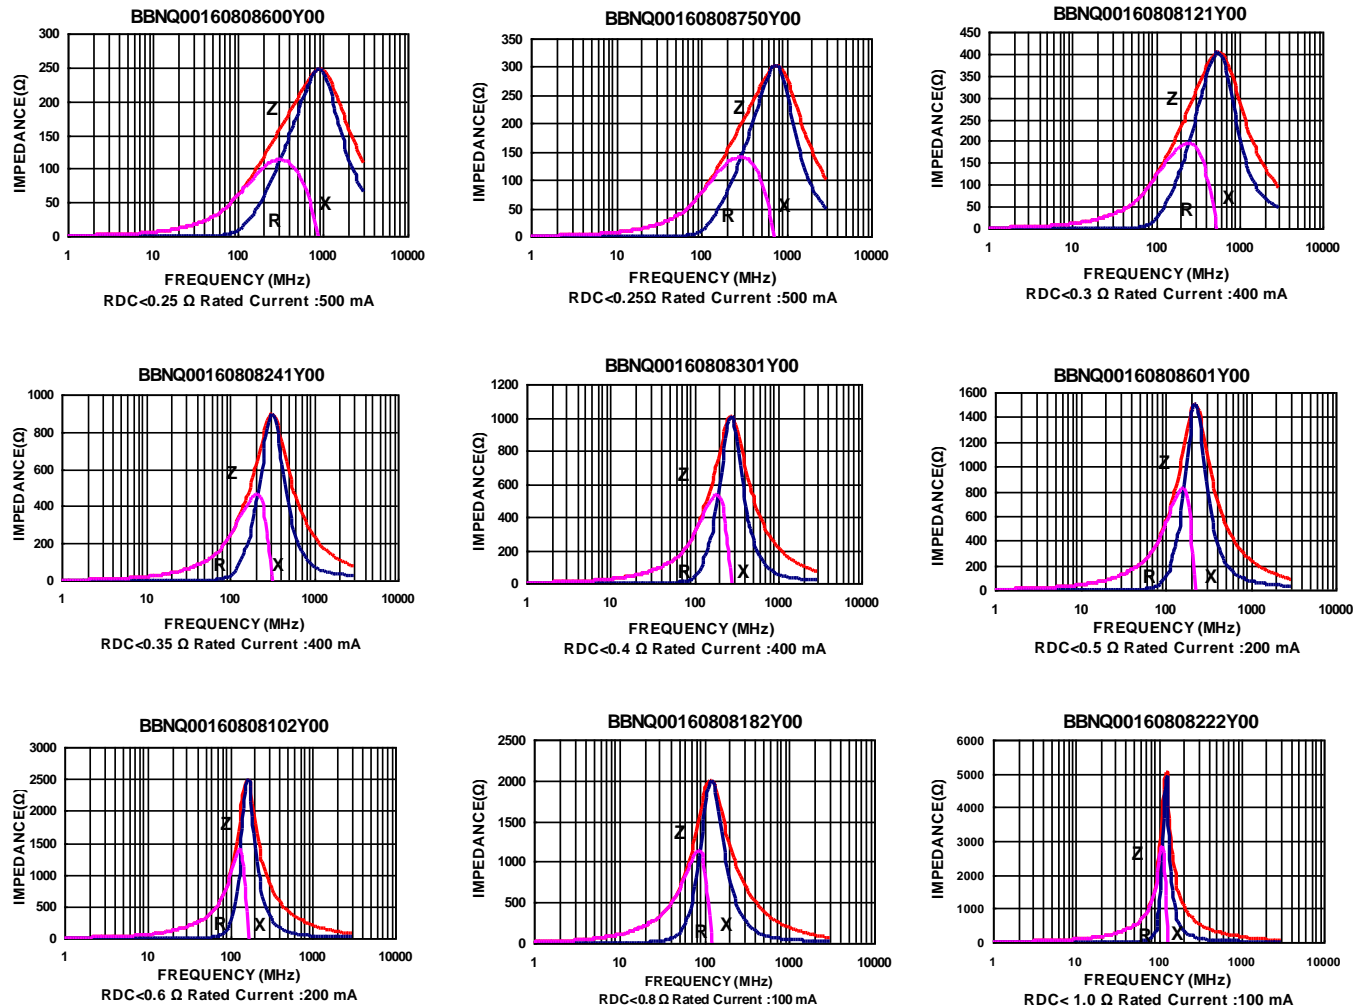 BBNQ00160808600Y00
IMPEDANCE(Ω)
300
250
200
150
100
50
0
Z
R
X
1 10 100 1000 10000
FREQUENCY (MHz)
RDC<0.25 Ω Rated Current :500 mA
BBNQ00160808750Y00
IMPEDANCE(Ω)
350
300
250
200
150
100
50
0
Z
R
X
1 10 100 1000 10000
FREQUENCY (MHz)
RDC<0.25Ω Rated Current :500 mA
BBNQ00160808121Y00
IMPEDANCE(Ω)
450
400
350
300
250
200
150
100
50
0
Z
R
X
1 10 100 1000 10000
FREQUENCY (MHz)
RDC<0.3 Ω Rated Current :400 mA
BBNQ00160808241Y00
IMPEDANCE(Ω)
1000
800
600
400
200
0
Z
R
X
1 10 100 1000 10000
FREQUENCY (MHz)
RDC<0.35 Ω Rated Current :400 mA
BBNQ00160808301Y00
IMPEDANCE(Ω)
1200
1000
800
600
400
200
0
Z
R
X
1 10 100 1000 10000
FREQUENCY (MHz)
RDC<0.4 Ω Rated Current :400 mA
BBNQ00160808601Y00
IMPEDANCE(Ω)
1600
1400
1200
1000
800
600
400
200
0
Z
R
X
1 10 100 1000 10000
FREQUENCY (MHz)
RDC<0.5 Ω Rated Current :200 mA
BBNQ00160808102Y00
IMPEDANCE(Ω)
3000
2500
2000
1500
1000
500
0
Z
R
X
1 10 100 1000 10000
FREQUENCY (MHz)
RDC<0.6 Ω Rated Current :200 mA
BBNQ00160808182Y00
IMPEDANCE(Ω)
2500
2000
1500
1000
500
0
Z
R
X
1 10 100 1000 10000
FREQUENCY (MHz)
RDC<0.8 Ω Rated Current :100 mA
BBNQ00160808222Y00
IMPEDANCE(Ω)
6000
5000
4000
3000
2000
1000
0
Z
R
X
1 10 100 1000 10000
FREQUENCY (MHz)
RDC< 1.0 Ω Rated Current :100 mA